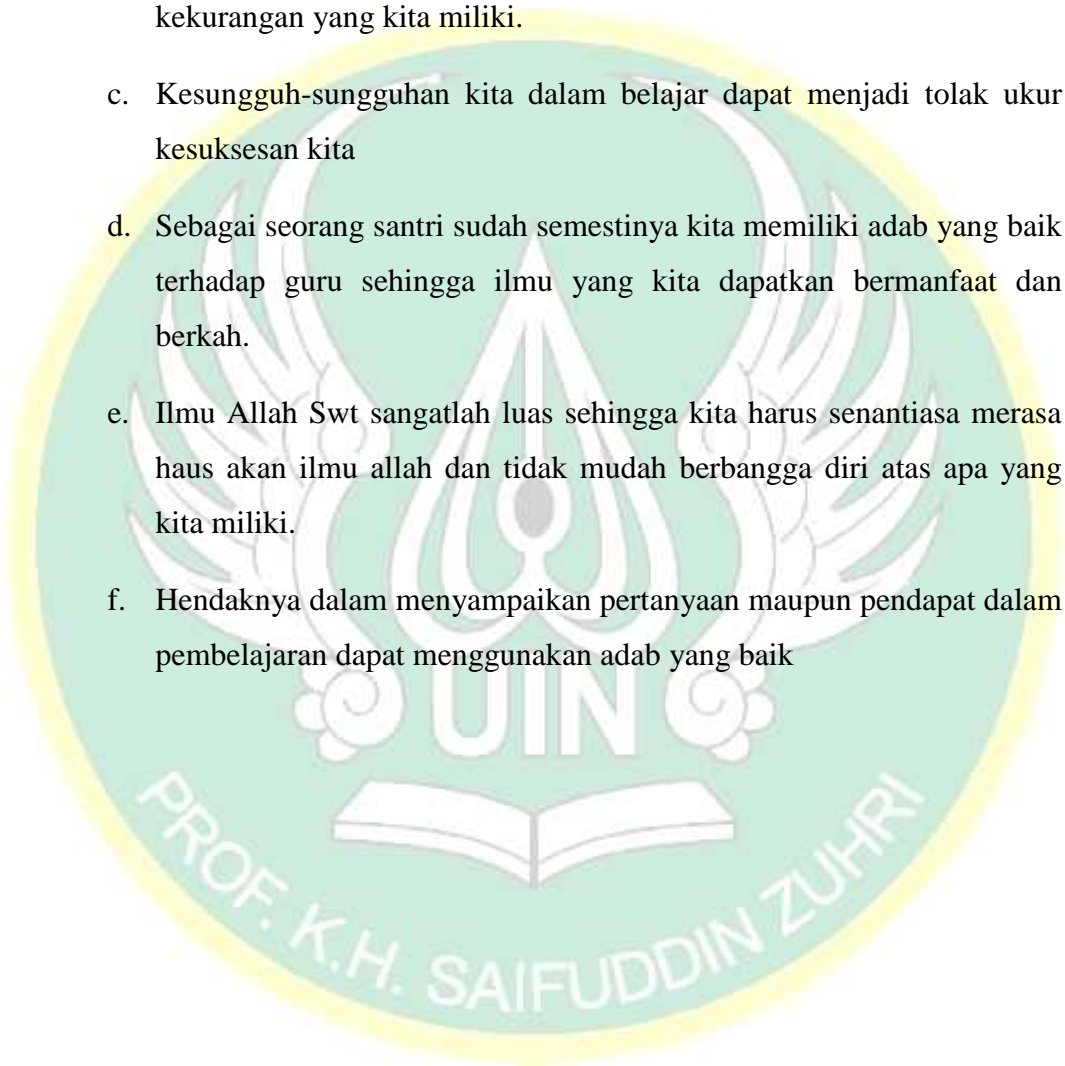 kekurangan yang kita miliki.
c. Kesungguh-sungguhan kita dalam belajar dapat menjadi tolak ukur
kesuksesan kita
d. Sebagai seorang santri sudah semestinya kita memiliki adab yang baik
terhadap guru sehingga ilmu yang kita dapatkan bermanfaat dan
berkah.
e. Ilmu Allah Swt sangatlah luas sehingga kita harus senantiasa merasa
haus akan ilmu allah dan tidak mudah berbangga diri atas apa yang
kita miliki.
f. Hendaknya dalam menyampaikan pertanyaan maupun pendapat dalam
pembelajaran dapat menggunakan adab yang baik
UIN
PROF. K.H. SAIFUDDIN ZUHRI